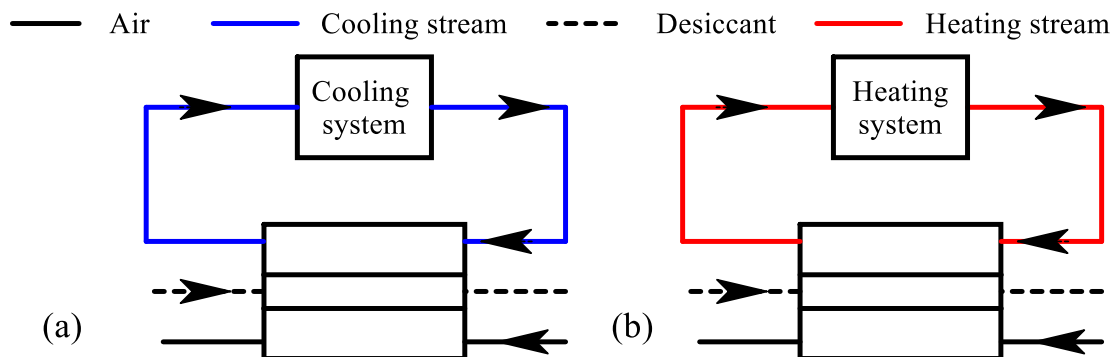 Air Cooling stream Desiccant Heating stream
Cooling
system
Heating
system
(a)
(b)